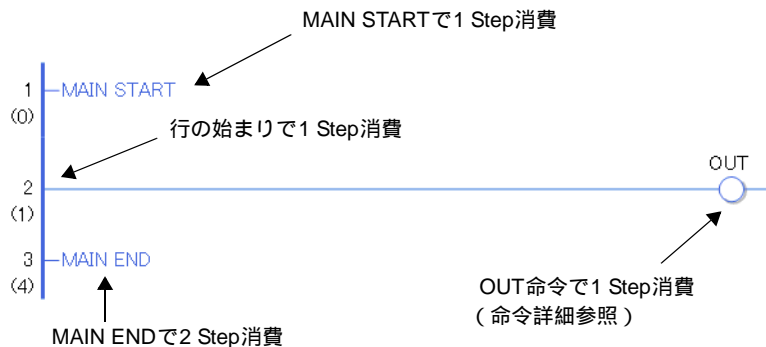 MAIN STARTで1 Step消費
1
MAIN START
(0)
行の始まりで1 Step消費
OUT
2
(1)
3
MAIN END
(4)
OUT命令で1 Step消費
（命令詳細参照）
MAIN ENDで2 Step消費